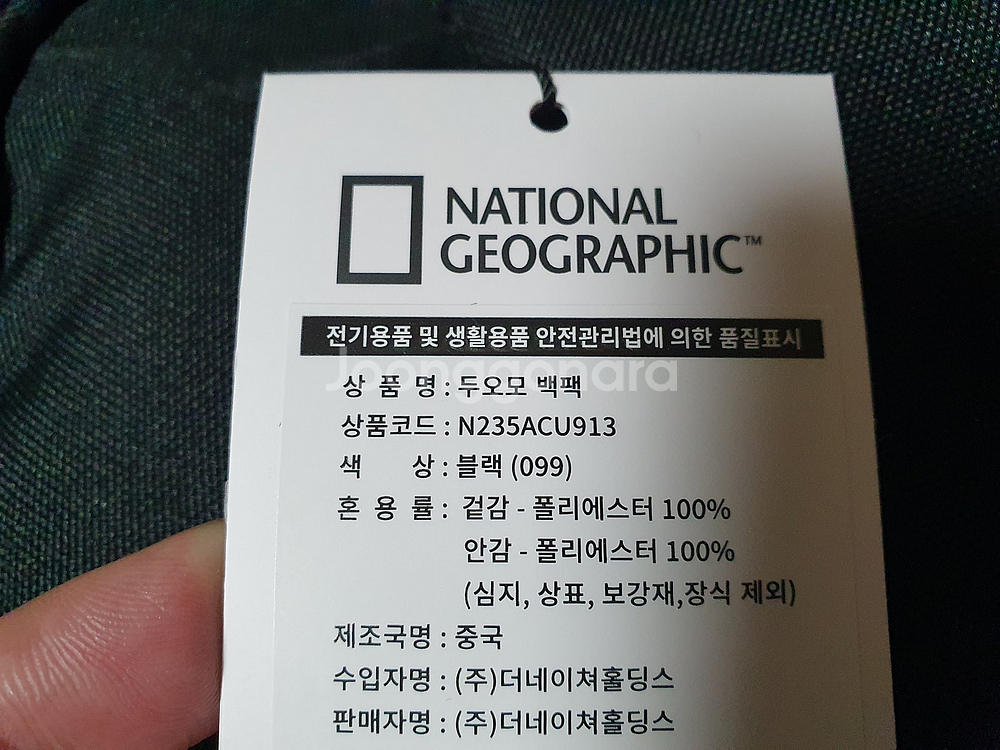 NATIONAL
GEOGRAPHIC™
전기용품 및 생활용품 안전관리법에 의한 품질표시
Joonggonara
상 품 명 : 두오모 백팩
상품코드 : N235ACU913
색 상 : 블랙 (099)
혼 용 률 : 겉감 - 폴리에스터 100%
안감 - 폴리에스터 100%
(심지, 상표, 보강재,장식 제외)
제조국명 : 중국
수입자명 : (주)더네이쳐홀딩스
판매자명 : (주)더네이쳐홀딩스